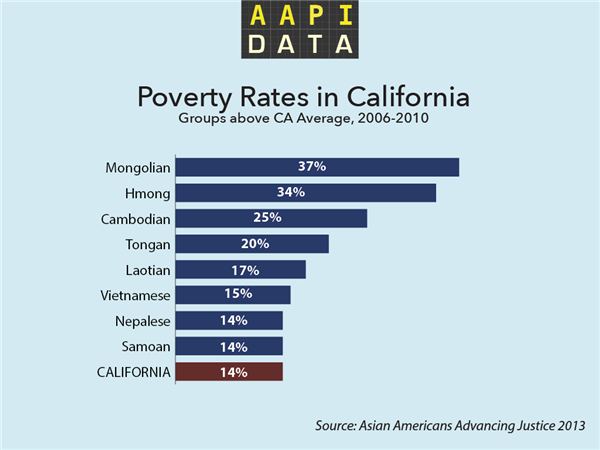 AAPI
DATA
Poverty Rates in California
Groups above CA Average, 2006-2010
Mongolian 37%
Hmong 34%
Cambodian 25%
Tongan 20%
Laotian 17%
Vietnamese 15%
Nepalese 14%
Samoan 14%
CALIFORNIA 14%
Source: Asian Americans Advancing Justice 2013